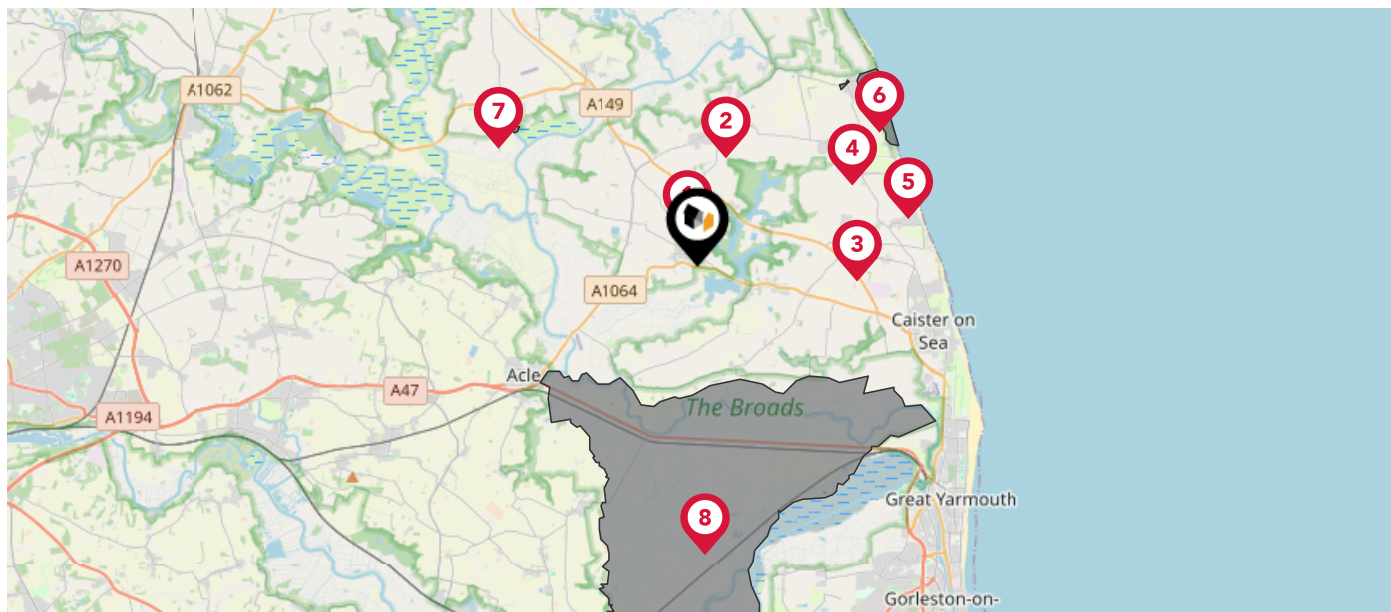 A1062
A149
7
2
6
4
5
3
A1270
A1064
Caister on
Sea
Acle
A47
The Broads
A1194
Great Yarmouth
8
Gorleston-on-